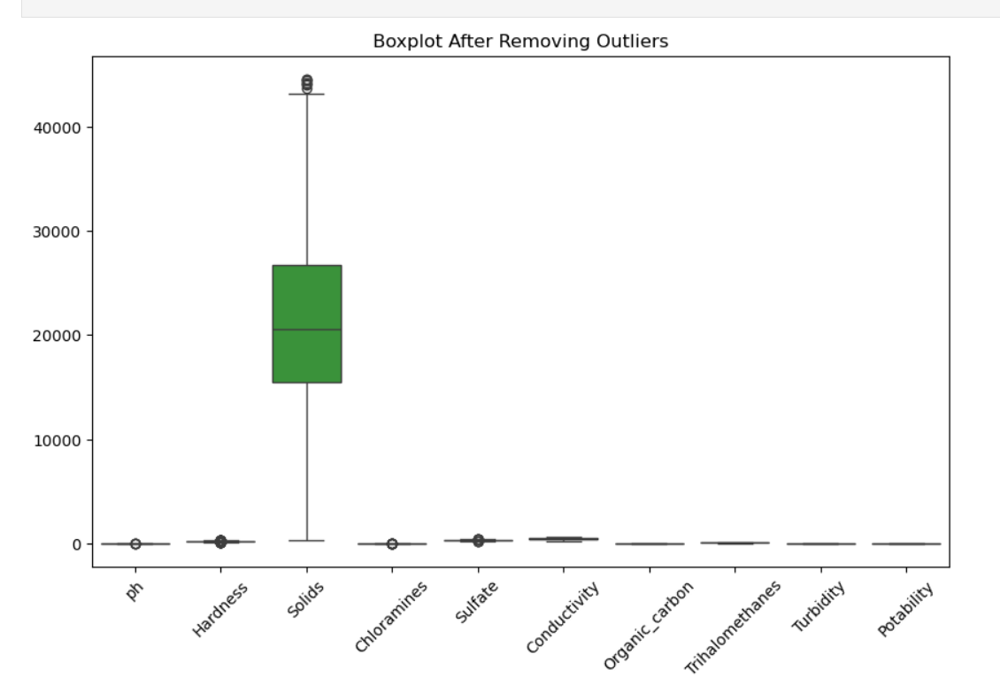 Boxplot After Removing Outliers
40000
30000
20000
10000
0
ph
Hardness
Solids
Chloramines
Sulfate
Conductivity
Organic_carbon
Trihalomethanes
Turbidity
Potability